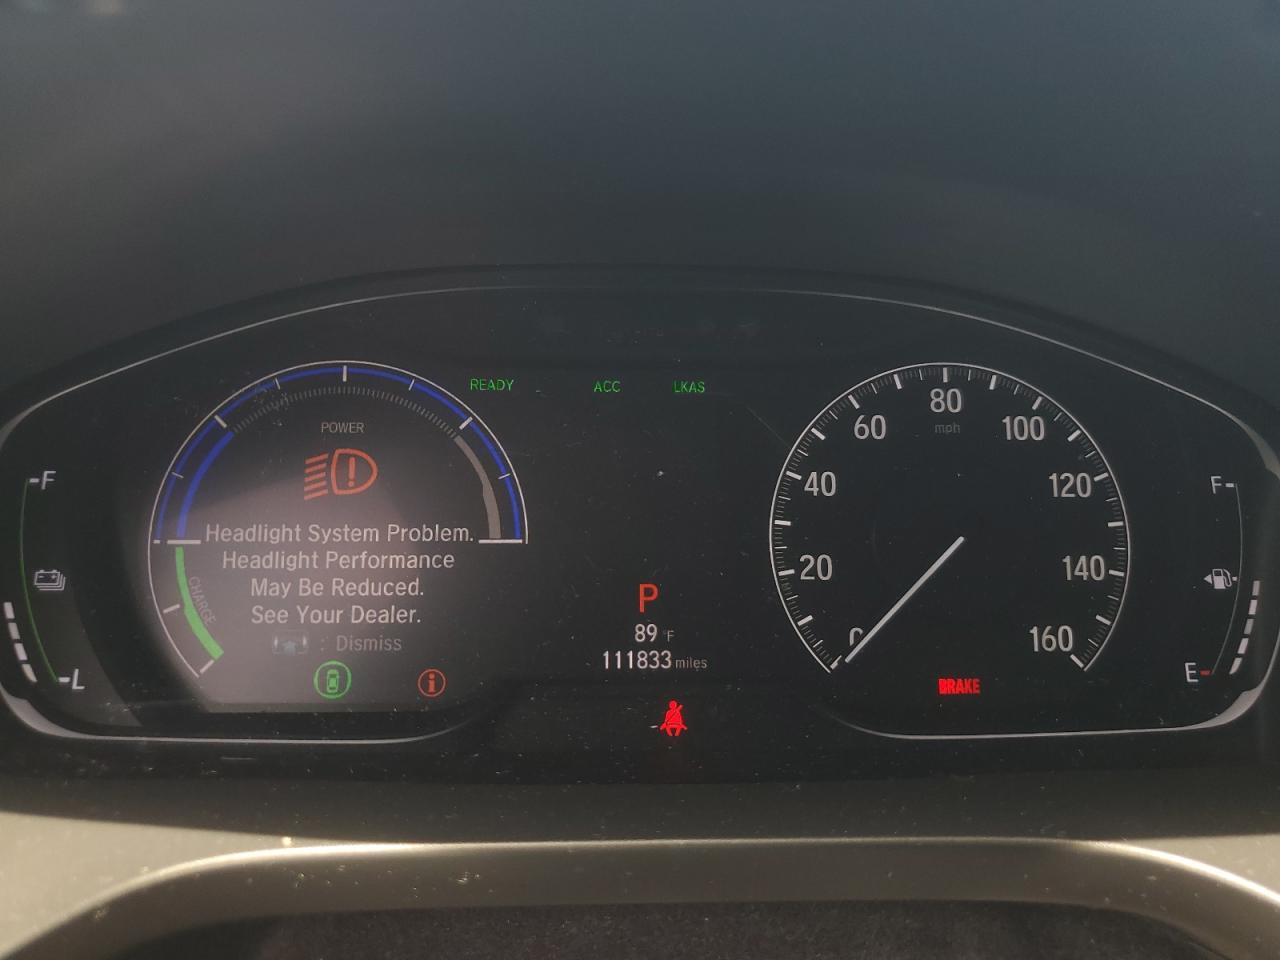 READY
ACC
LKAS
POWER
CHARGE
Headlight System Problem.
Headlight Performance
May Be Reduced.
See Your Dealer.
: Dismiss
F
L
P
89 F
111833 miles
0
20
40
60
80
100
120
140
160
mph
BRAKE
F
E